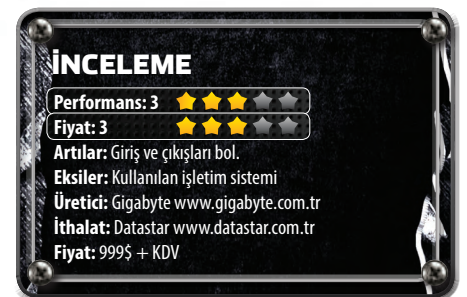 İNCELEME
Performans: 3
Fiyat: 3
Artılar: Giriş ve çıkışları bol.
Eksiler: Kullanılan işletim sistemi
Üretici: Gigabyte www.gigabyte.com.tr
İthalat: Datastar www.datastar.com.tr
Fiyat: 999$ + KDV